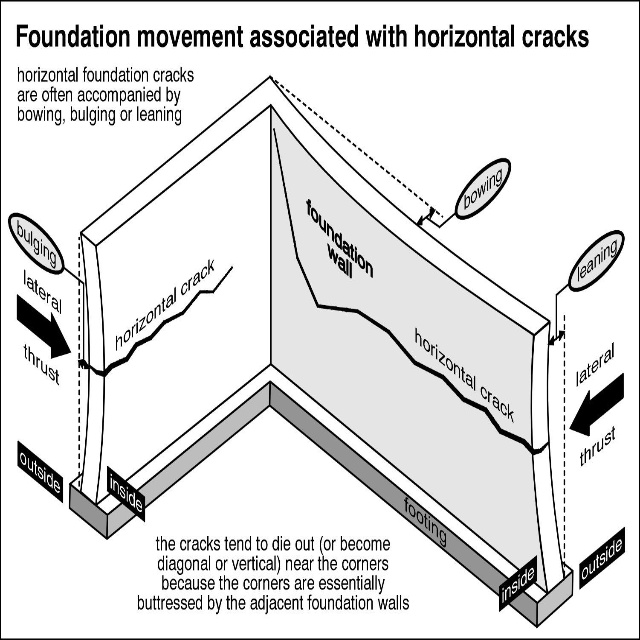 Foundation movement associated with horizontal cracks
horizontal foundation cracks
are often accompanied by
bowing, bulging or leaning
bowing
bulging
leaning
foundation
wall
lateral
thrust
horizontal crack
horizontal crack
lateral
thrust
outside
inside
footing
inside
outside
the cracks tend to die out (or become
diagonal or vertical) near the corners
because the corners are essentially
buttressed by the adjacent foundation walls